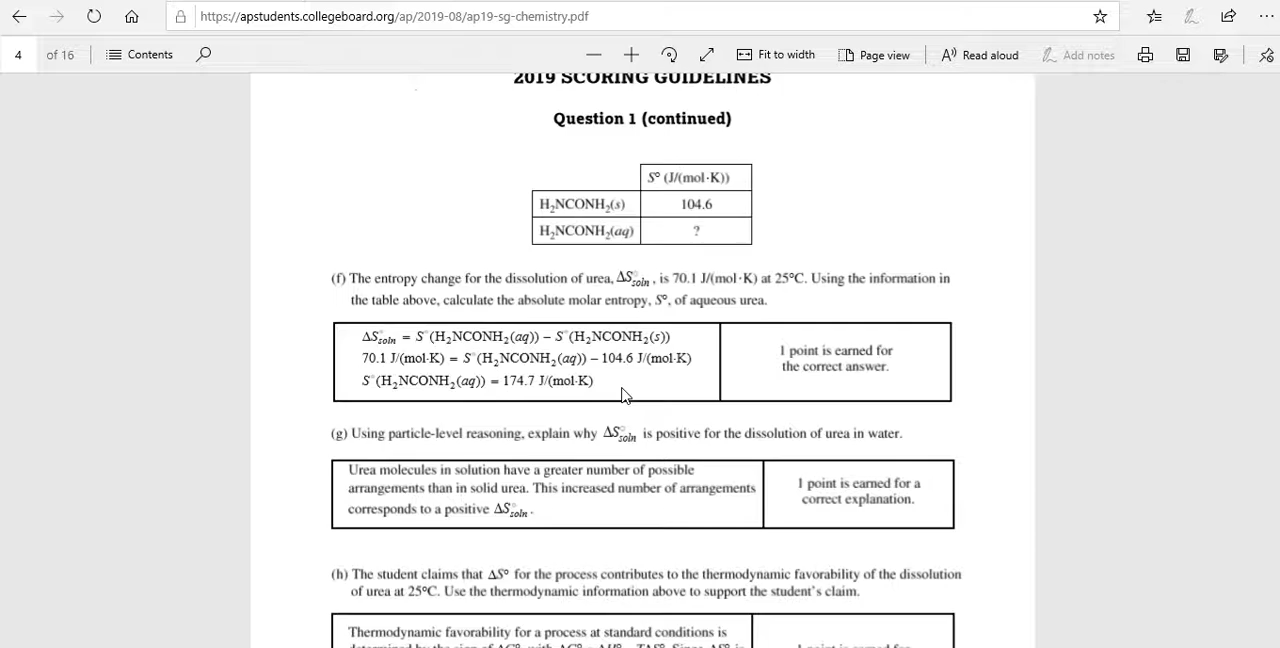 https://apstudents.collegeboard.org/ap/2019-08/ap19-sg-chemistry.pdf
4 of 16 Contents Fit to width Page view Read aloud Add notes
2019 SCORING GUIDELINES
Question 1 (continued)
S° (J/(mol·K))
H₂NCONH₂(s) 104.6
H₂NCONH₂(aq) ?
(f) The entropy change for the dissolution of urea, ΔS°soln, is 70.1 J/(mol·K) at 25°C. Using the information in
the table above, calculate the absolute molar entropy, S°, of aqueous urea.
ΔS°soln = S°(H₂NCONH₂(aq)) − S°(H₂NCONH₂(s))
70.1 J/(mol·K) = S°(H₂NCONH₂(aq)) − 104.6 J/(mol·K)
S°(H₂NCONH₂(aq)) = 174.7 J/(mol·K)
1 point is earned for
the correct answer.
(g) Using particle-level reasoning, explain why ΔS°soln is positive for the dissolution of urea in water.
Urea molecules in solution have a greater number of possible
arrangements than in solid urea. This increased number of arrangements
corresponds to a positive ΔS°soln.
1 point is earned for a
correct explanation.
(h) The student claims that ΔS° for the process contributes to the thermodynamic favorability of the dissolution
of urea at 25°C. Use the thermodynamic information above to support the student's claim.
Thermodynamic favorability for a process at standard conditions is